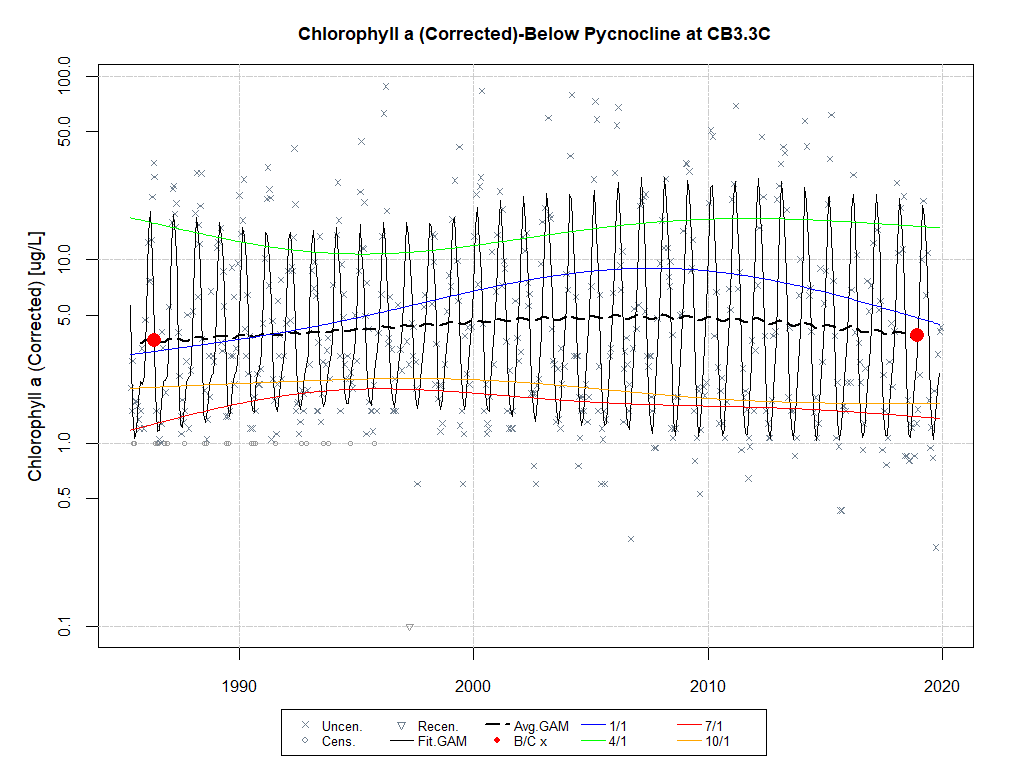 Chlorophyll a (Corrected)-Below Pycnocline at CB3.3C
Chlorophyll a (Corrected) [ug/L]
100.0
50.0
10.0
5.0
1.0
0.5
0.1
1990 2000 2010 2020
Uncen. Recen. Avg.GAM 1/1 7/1
Cens. Fit.GAM B/C x 4/1 10/1